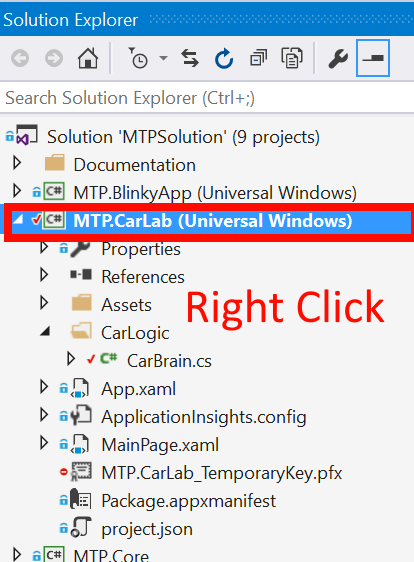 Solution Explorer
Search Solution Explorer (Ctrl+;)
Solution 'MTPSolution' (9 projects)
Documentation
C# MTP.BlinkyApp (Universal Windows)
C# MTP.CarLab (Universal Windows)
Properties
References
Assets
Right Click
CarLogic
C# CarBrain.cs
App.xaml
ApplicationInsights.config
MainPage.xaml
MTP.CarLab_TemporaryKey.pfx
Package.appxmanifest
project.json
C# MTP.Core